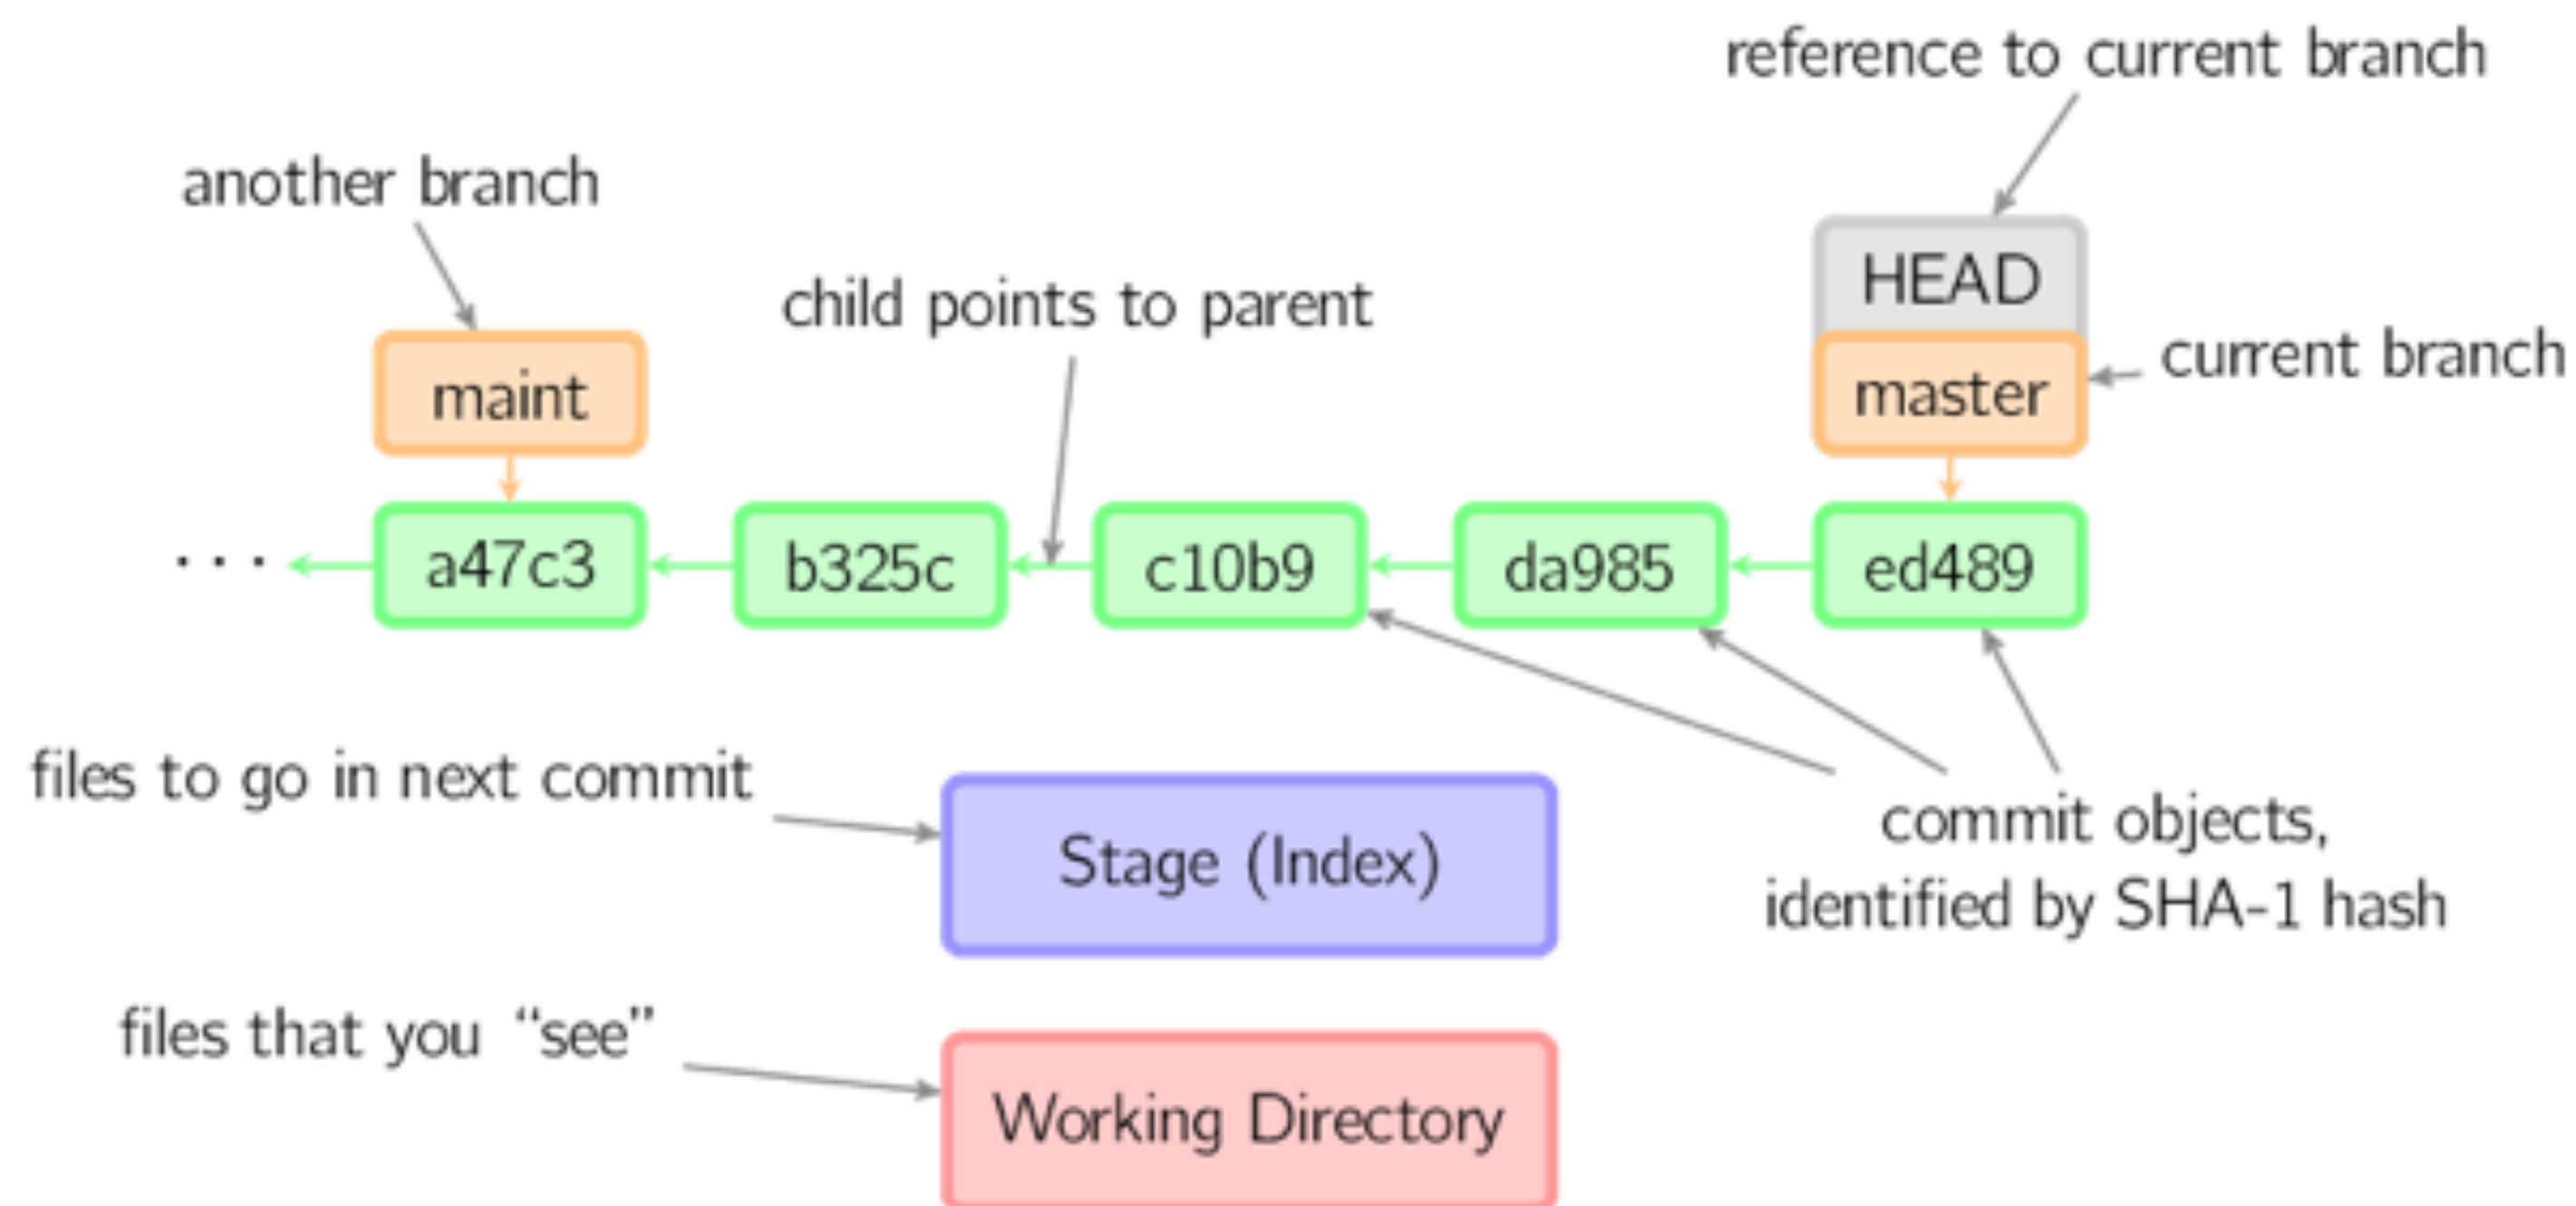 reference to current branch
another branch
HEAD
child points to parent
current branch
maint
master
...
a47c3
b325c
c10b9
da985
ed489
files to go in next commit
Stage (Index)
commit objects,
identified by SHA-1 hash
files that you “see”
Working Directory